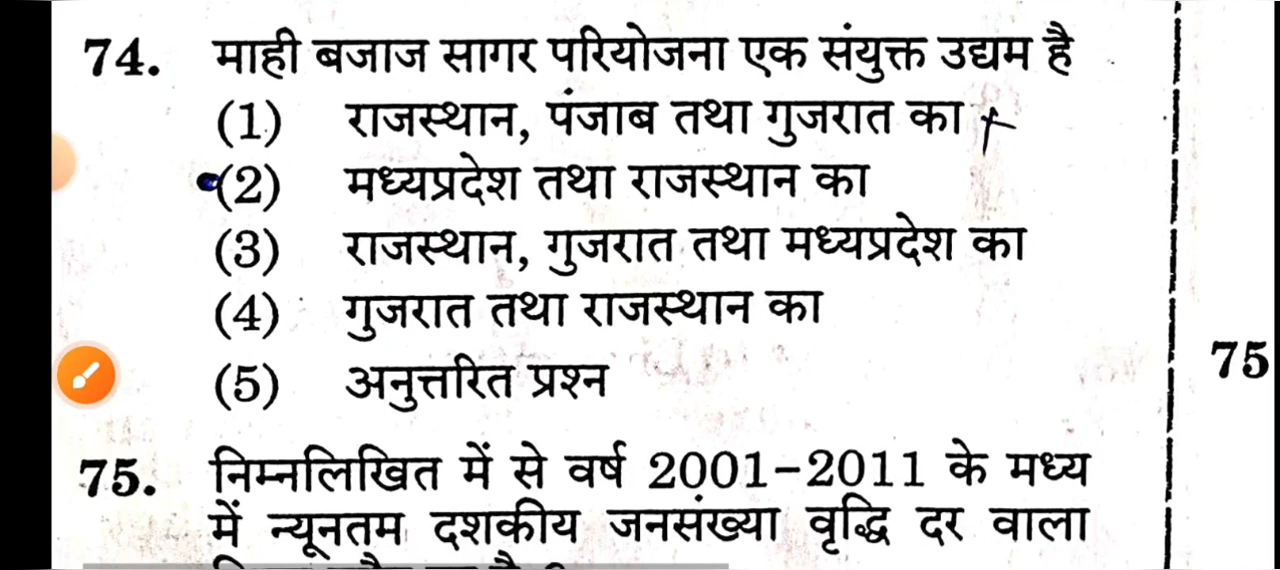 74. माही बजाज सागर परियोजना एक संयुक्त उद्यम है
(1) राजस्थान, पंजाब तथा गुजरात का
(2) मध्यप्रदेश तथा राजस्थान का
(3) राजस्थान, गुजरात तथा मध्यप्रदेश का
(4) गुजरात तथा राजस्थान का
(5) अनुत्तरित प्रश्न
75. निम्नलिखित में से वर्ष 2001-2011 के मध्य
में न्यूनतम दशकीय जनसंख्या वृद्धि दर वाला
75